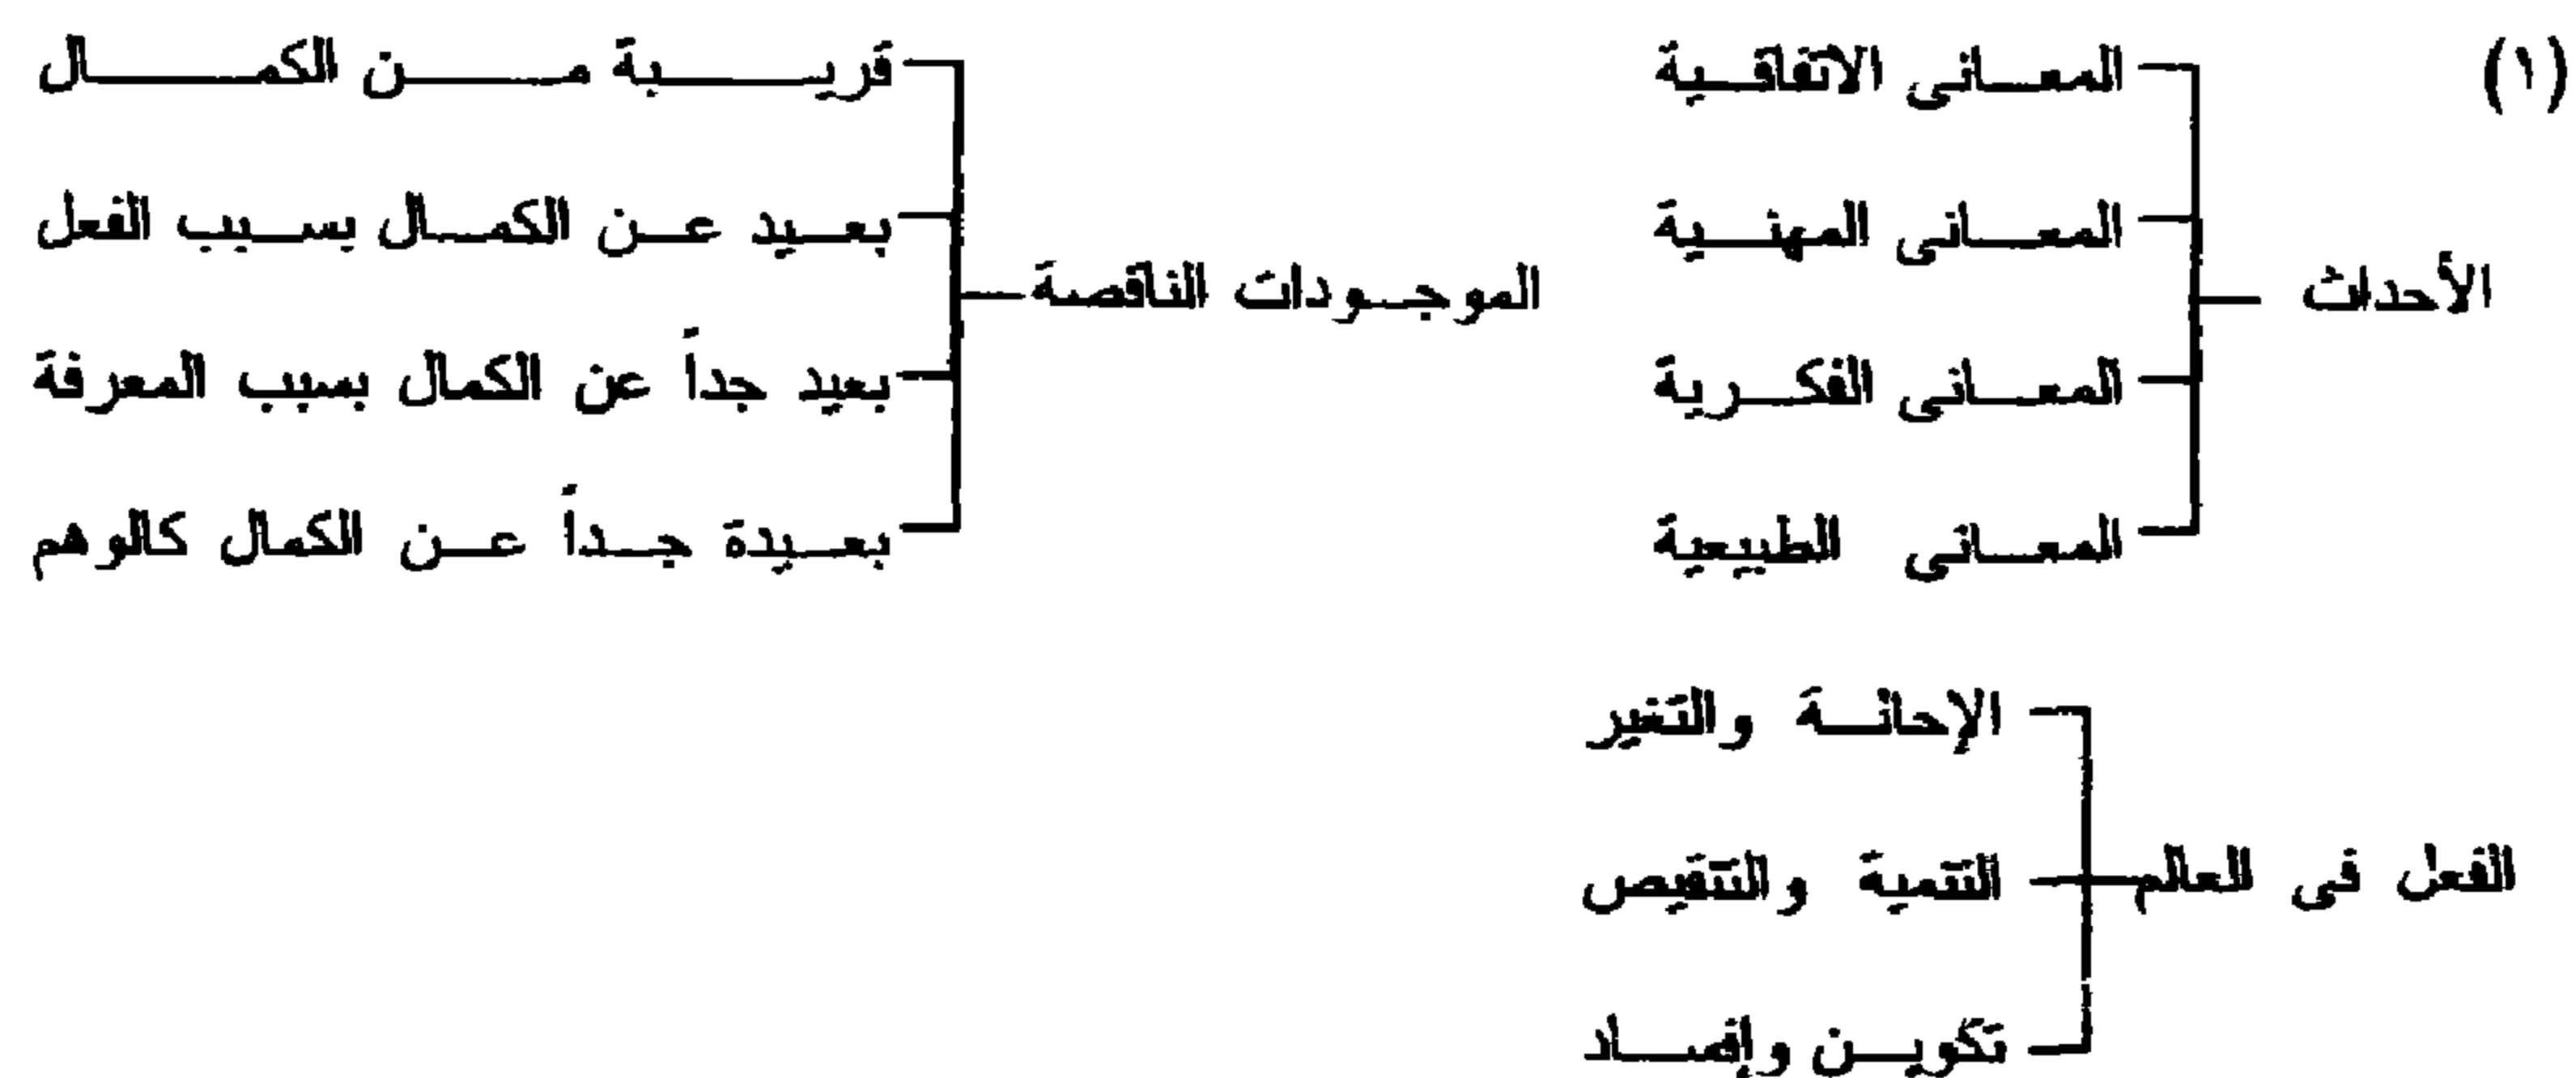 (١)
المعانى الاتفاقية
المعانى المهنية
الأحداث
المعانى الفكرية
المعانى الطبيعية
قريبة من الكمال
بعيد عن الكمال بسبب الفعل
الموجودات الناقصة
بعيد جداً عن الكمال بسبب المعرفة
بعيدة جداً عن الكمال كالوهم
الإحالة والتغير
الفعل فى العالم
التنمية والتنقيص
تكوين وإفساد